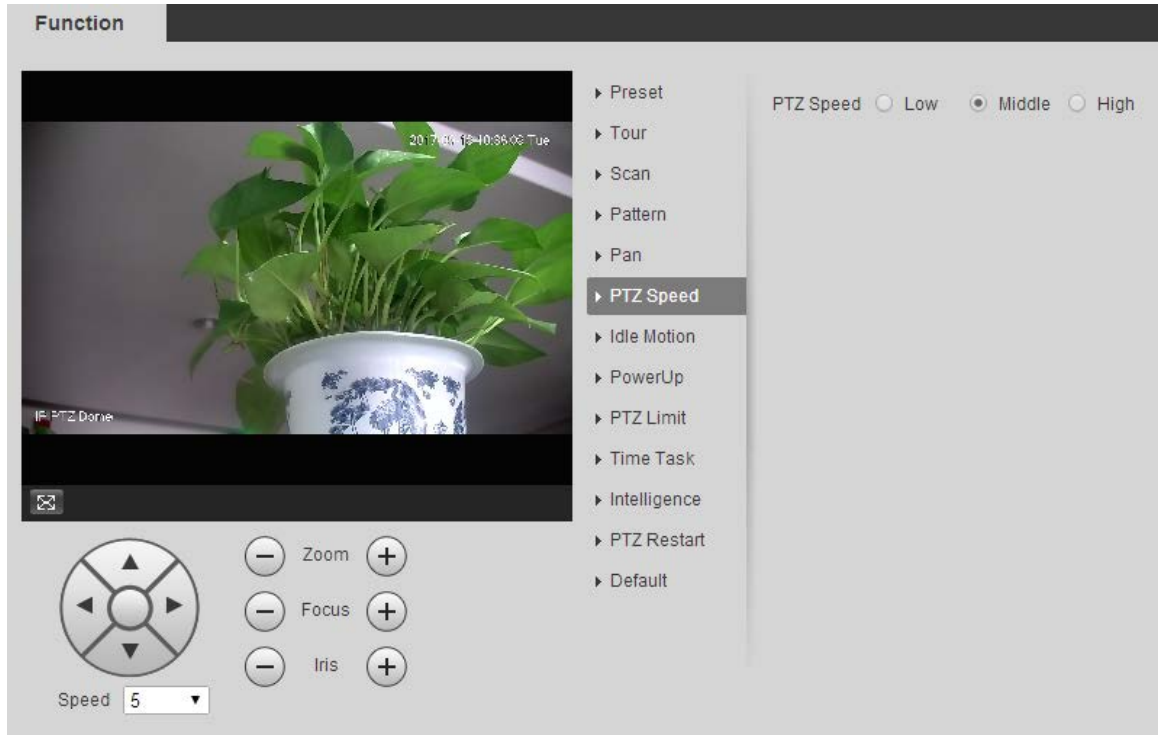 Function
Tue
PTZ Dome
Zoom
Focus
Iris
Speed 5
Preset
Tour
Scan
Pattern
Pan
PTZ Speed
Idle Motion
PowerUp
PTZ Limit
Time Task
Intelligence
PTZ Restart
Default
PTZ Speed Low Middle High